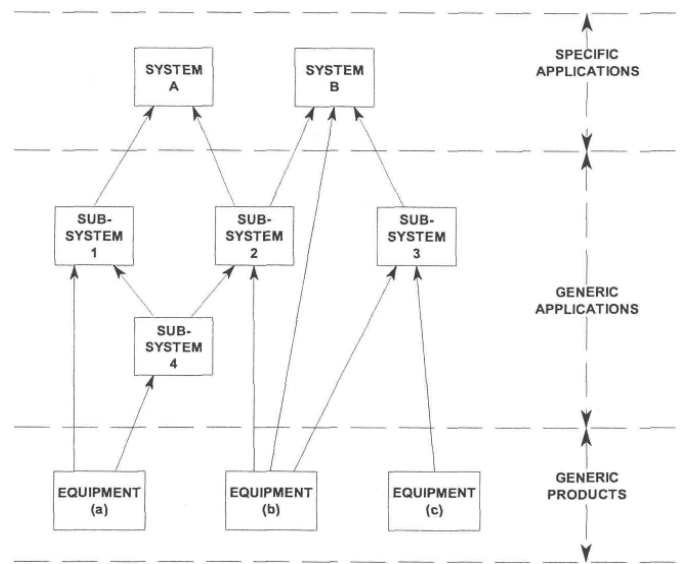 SYSTEM
A
SYSTEM
B
SPECIFIC
APPLICATIONS
SUB-
SYSTEM
1
SUB-
SYSTEM
2
SUB-
SYSTEM
3
GENERIC
APPLICATIONS
SUB-
SYSTEM
4
EQUIPMENT
(a)
EQUIPMENT
(b)
EQUIPMENT
(c)
GENERIC
PRODUCTS